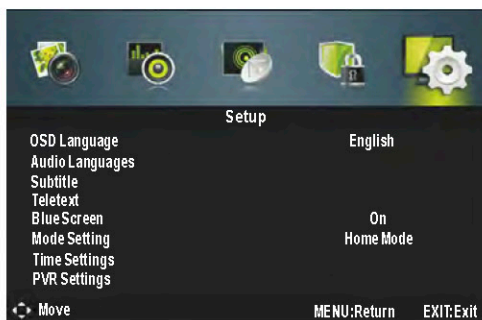 Setup
OSD Language English
Audio Languages
Subtitle
Teletext
Blue Screen On
Mode Setting Home Mode
Time Settings
PVR Settings
Move MENU:Return EXIT:Exit